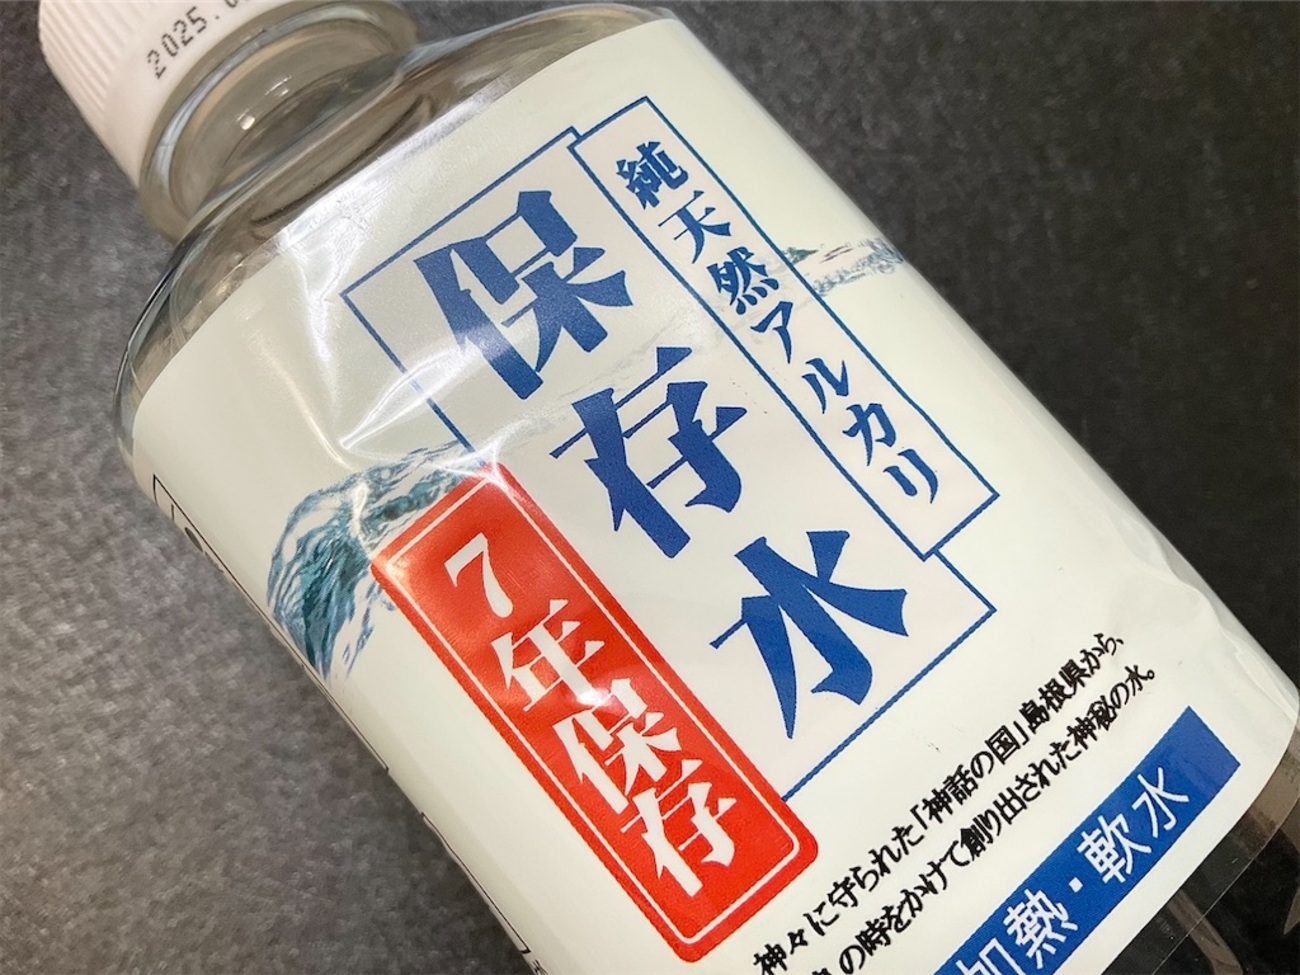 2025.0
純天然アルカリ
保存水
7年保存
神々に守られた「神話の国」島根県から、
の時をかけて創り出された神秘の水。
加熱・軟水